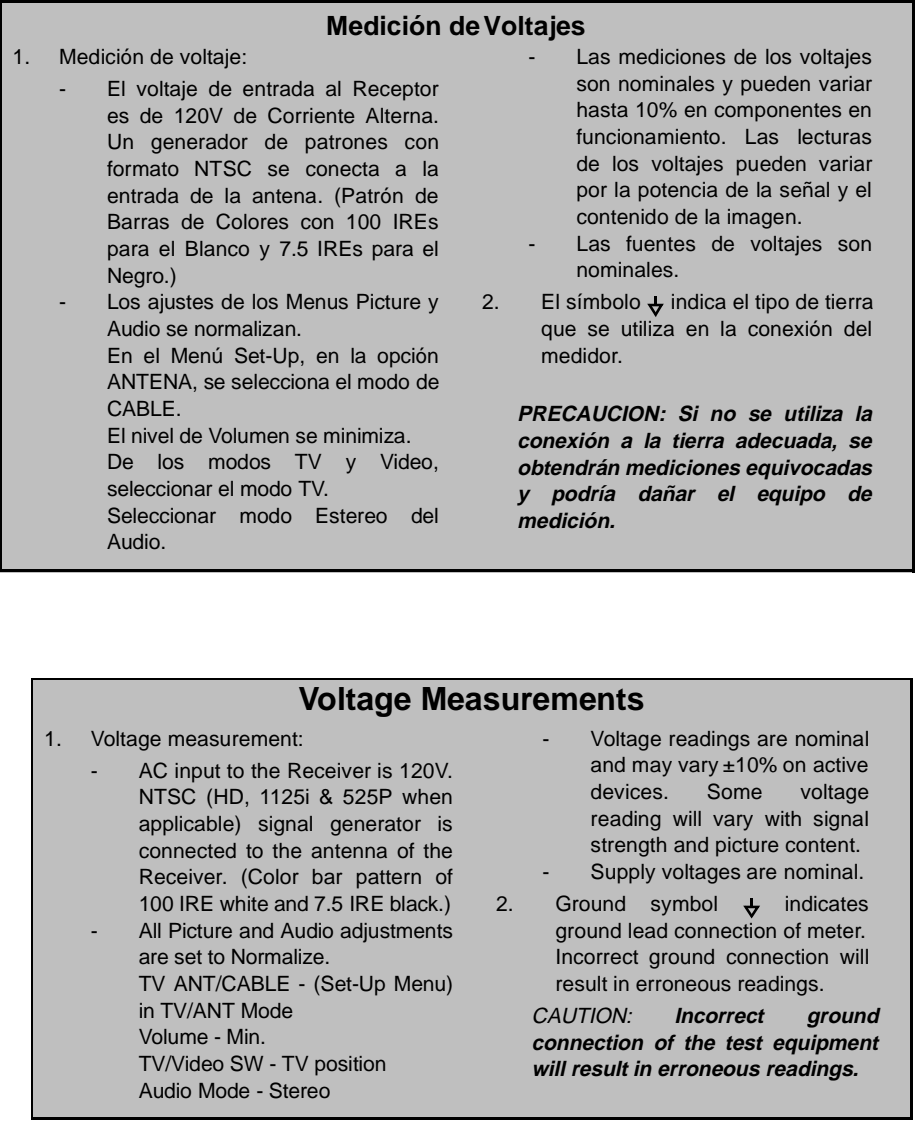 Medición de Voltajes
1. Medición de voltaje:
- El voltaje de entrada al Receptor
es de 120V de Corriente Alterna.
Un generador de patrones con
formato NTSC se conecta a la
entrada de la antena. (Patrón de
Barras de Colores con 100 IREs
para el Blanco y 7.5 IREs para el
Negro.)
- Los ajustes de los Menus Picture y
Audio se normalizan.
En el Menú Set-Up, en la opción
ANTENA, se selecciona el modo de
CABLE.
El nivel de Volumen se minimiza.
De los modos TV y Video,
seleccionar el modo TV.
Seleccionar modo Estereo del
Audio.
- Las mediciones de los voltajes
son nominales y pueden variar
hasta 10% en componentes en
funcionamiento. Las lecturas
de los voltajes pueden variar
por la potencia de la señal y el
contenido de la imagen.
- Las fuentes de voltajes son
nominales.
2. El símbolo indica el tipo de tierra
que se utiliza en la conexión del
medidor.
PRECAUCION: Si no se utiliza la
conexión a la tierra adecuada, se
obtendrán mediciones equivocadas
y podría dañar el equipo de
medición.
Voltage Measurements
1. Voltage measurement:
- AC input to the Receiver is 120V.
NTSC (HD, 1125i & 525P when
applicable) signal generator is
connected to the antenna of the
Receiver. (Color bar pattern of
100 IRE white and 7.5 IRE black.)
- All Picture and Audio adjustments
are set to Normalize.
TV ANT/CABLE - (Set-Up Menu)
in TV/ANT Mode
Volume - Min.
TV/Video SW - TV position
Audio Mode - Stereo
- Voltage readings are nominal
and may vary ±10% on active
devices. Some voltage
reading will vary with signal
strength and picture content.
- Supply voltages are nominal.
2. Ground symbol indicates
ground lead connection of meter.
Incorrect ground connection will
result in erroneous readings.
CAUTION: Incorrect ground
connection of the test equipment
will result in erroneous readings.